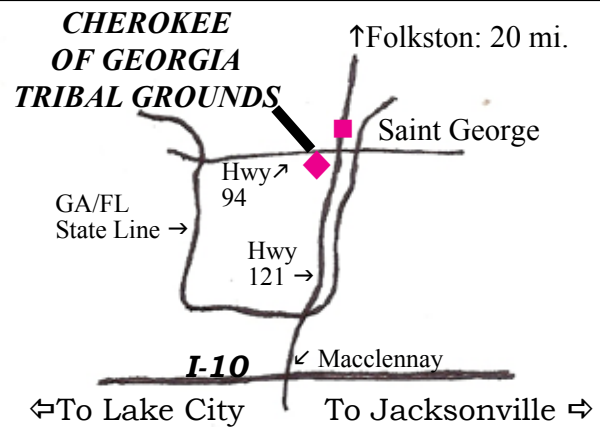 CHEROKEE
OF GEORGIA
TRIBAL GROUNDS
↑Folkston: 20 mi.
Saint George
Hwy↗
94
GA/FL
State Line →
Hwy
121 →
↙ Macclennay
I-10
⇦To Lake City
To Jacksonville ⇨